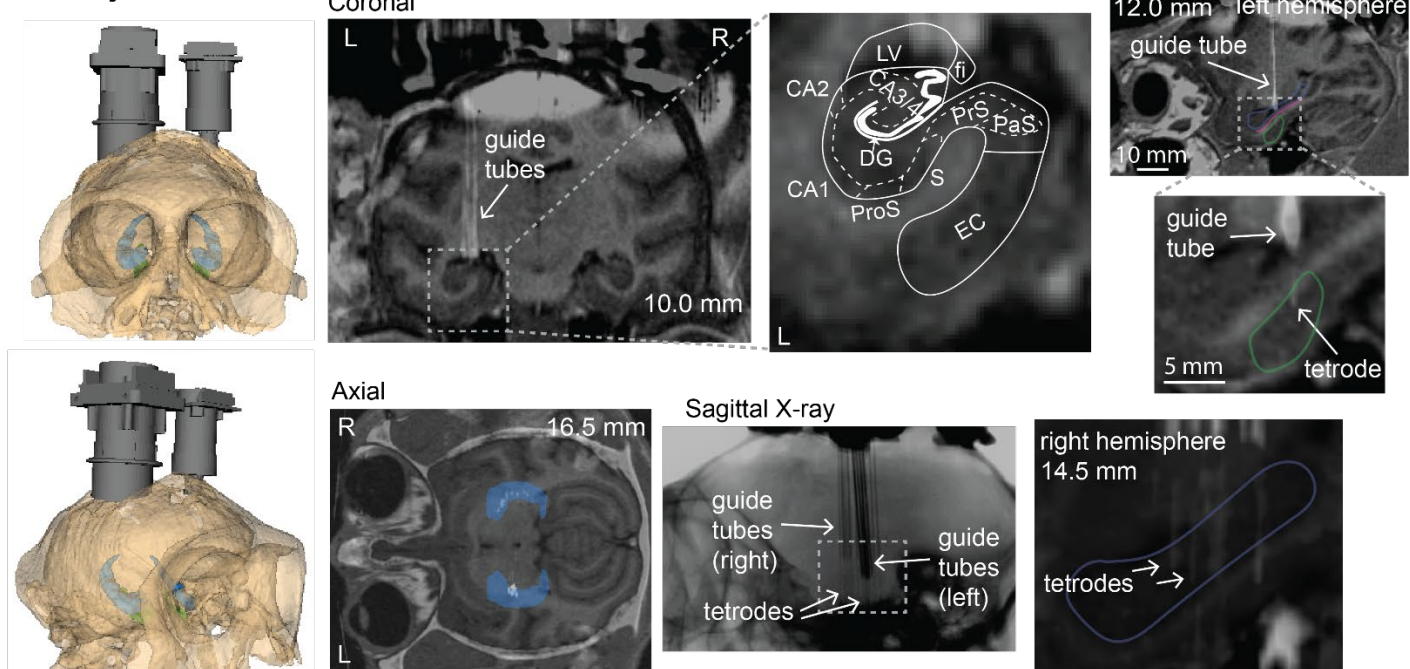 Coronal
L
R
guide
tubes
10.0 mm
LV
fi
CA2
CA3/4
PrS
PaS
DG
CA1
S
ProS
EC
L
12.0 mm left hemisphere
guide tube
10 mm
guide
tube
tetrode
5 mm
Axial
R
16.5 mm
L
Sagittal X-ray
guide
tubes
(right)
guide
tubes
(left)
tetrodes
right hemisphere
14.5 mm
tetrodes